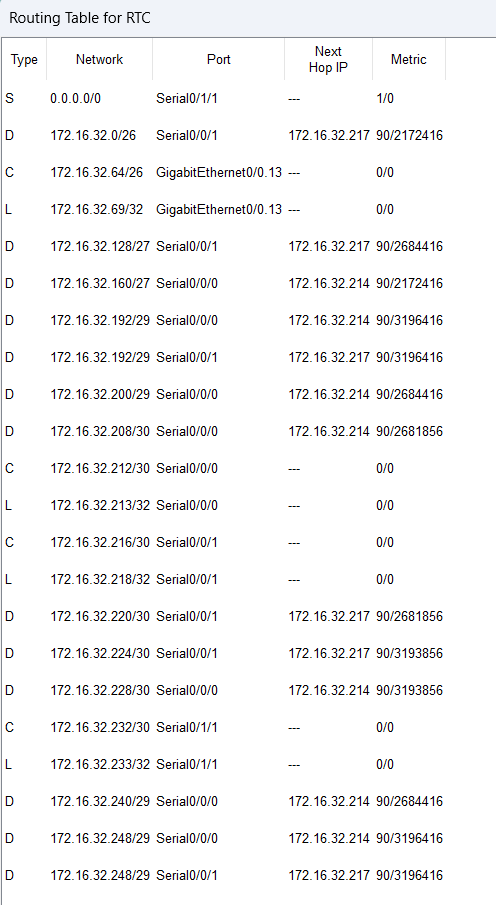 Routing Table for RTC
Type Network Port Next Hop IP Metric
S 0.0.0.0/0 Serial0/1/1 --- 1/0
D 172.16.32.0/26 Serial0/0/1 172.16.32.217 90/2172416
C 172.16.32.64/26 GigabitEthernet0/0.13 --- 0/0
L 172.16.32.69/32 GigabitEthernet0/0.13 --- 0/0
D 172.16.32.128/27 Serial0/0/1 172.16.32.217 90/2684416
D 172.16.32.160/27 Serial0/0/0 172.16.32.214 90/2172416
D 172.16.32.192/29 Serial0/0/0 172.16.32.214 90/3196416
D 172.16.32.192/29 Serial0/0/1 172.16.32.217 90/3196416
D 172.16.32.200/29 Serial0/0/0 172.16.32.214 90/2684416
D 172.16.32.208/30 Serial0/0/0 172.16.32.214 90/2681856
C 172.16.32.212/30 Serial0/0/0 --- 0/0
L 172.16.32.213/32 Serial0/0/0 --- 0/0
C 172.16.32.216/30 Serial0/0/1 --- 0/0
L 172.16.32.218/32 Serial0/0/1 --- 0/0
D 172.16.32.220/30 Serial0/0/1 172.16.32.217 90/2681856
D 172.16.32.224/30 Serial0/0/1 172.16.32.217 90/3193856
D 172.16.32.228/30 Serial0/0/0 172.16.32.214 90/3193856
C 172.16.32.232/30 Serial0/1/1 --- 0/0
L 172.16.32.233/32 Serial0/1/1 --- 0/0
D 172.16.32.240/29 Serial0/0/0 172.16.32.214 90/2684416
D 172.16.32.248/29 Serial0/0/0 172.16.32.214 90/3196416
D 172.16.32.248/29 Serial0/0/1 172.16.32.217 90/3196416